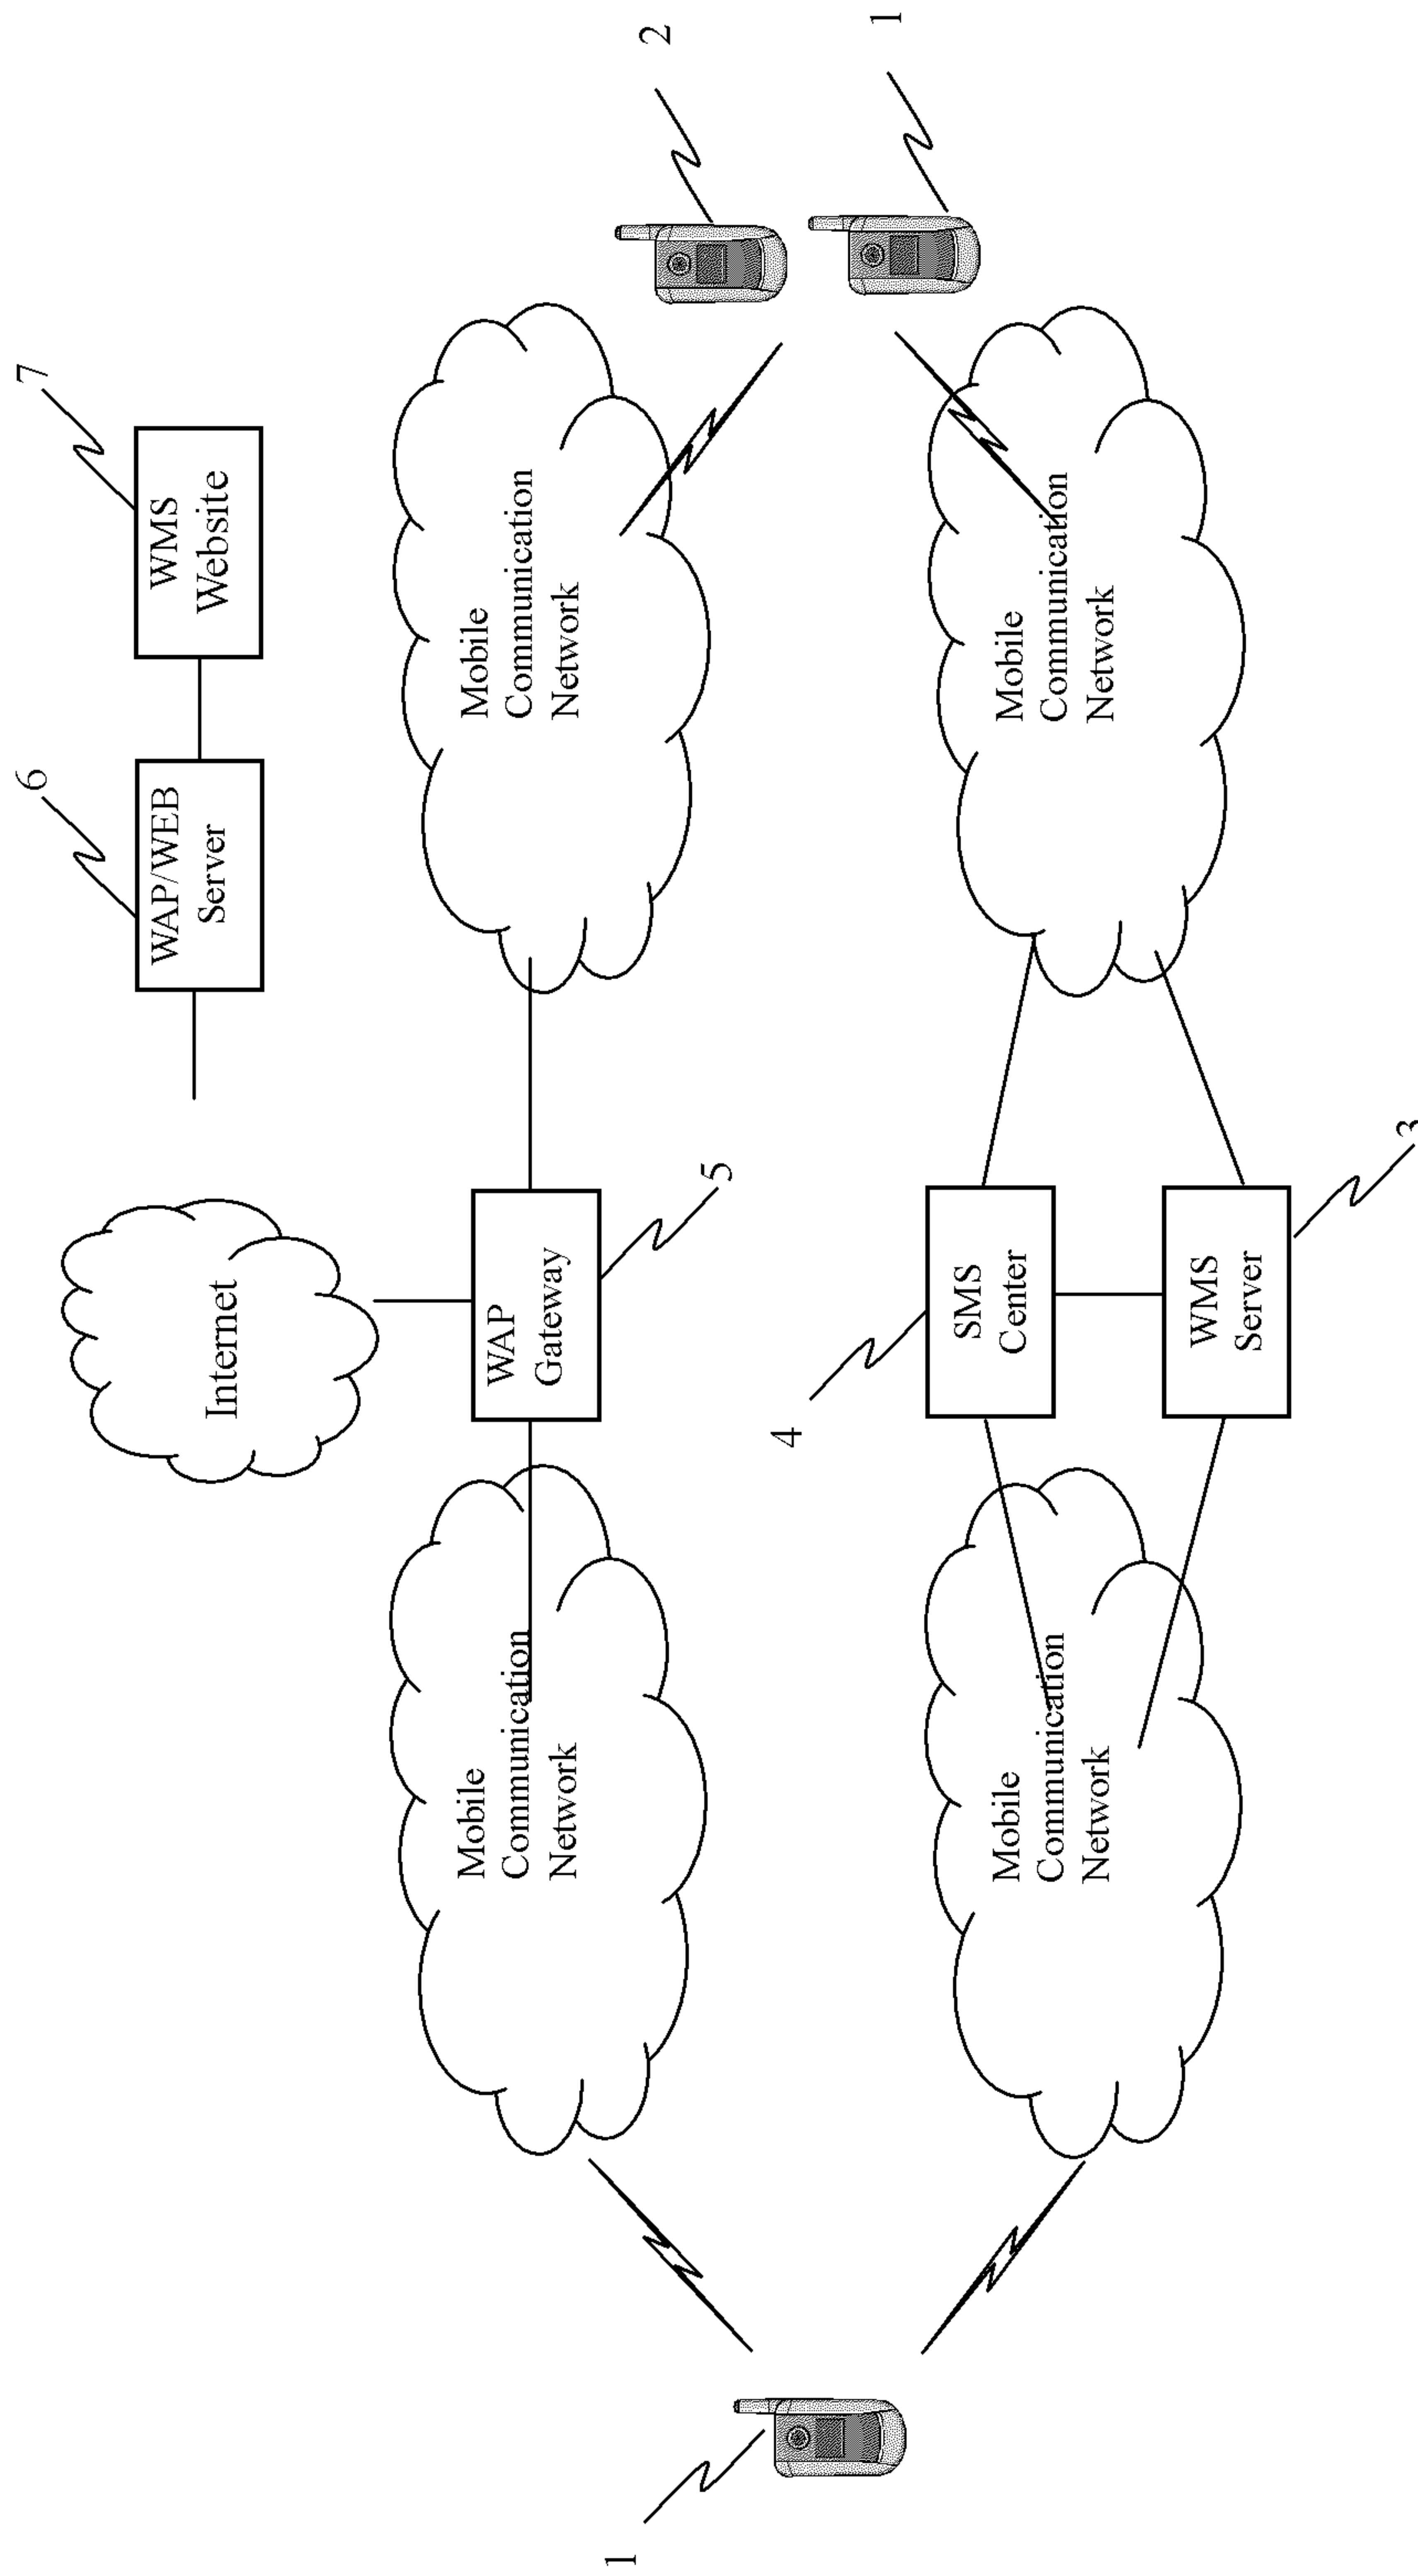 7
WMS
Website
6
WAP/WEB
Server
Internet
2
1
Mobile
Communication
Network
WAP
Gateway
5
Mobile
Communication
Network
Mobile
Communication
Network
4
SMS
Center
WMS
Server
3
Mobile
Communication
Network
1